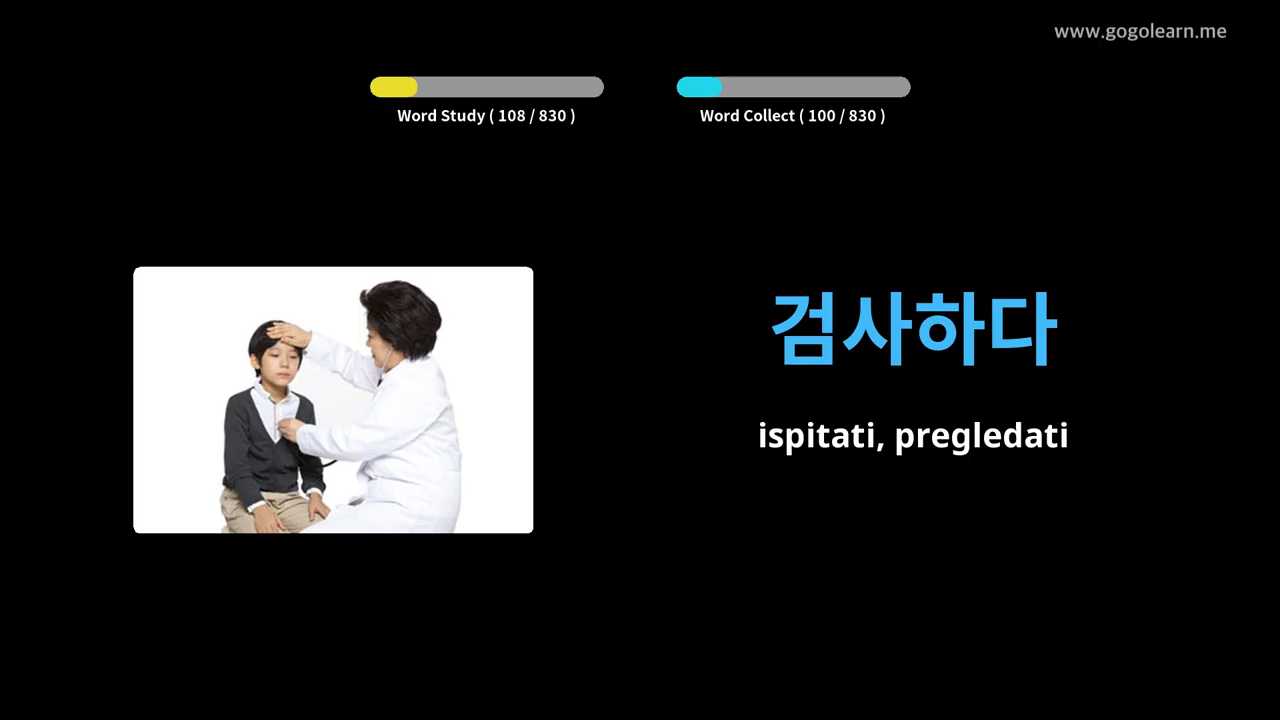 www.gogolearn.me
Word Study ( 108 / 830 )
Word Collect ( 100 / 830 )
검사하다
ispitati, pregledati